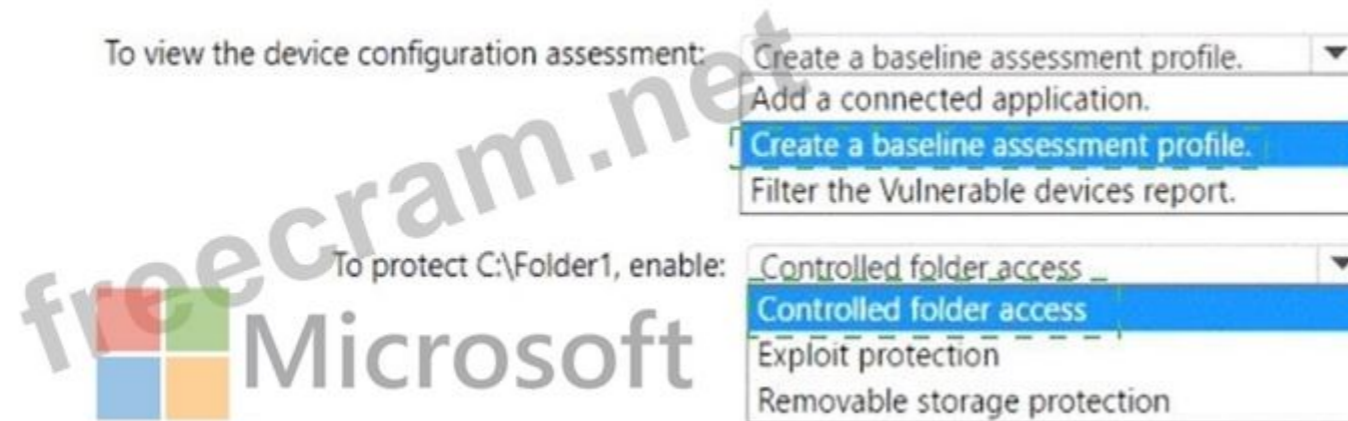 To view the device configuration assessment: Create a baseline assessment profile.
Add a connected application.
Create a baseline assessment profile.
Filter the Vulnerable devices report.
To protect C:\Folder1, enable: Controlled folder access
Controlled folder access
Exploit protection
Removable storage protection
freecram.net
Microsoft